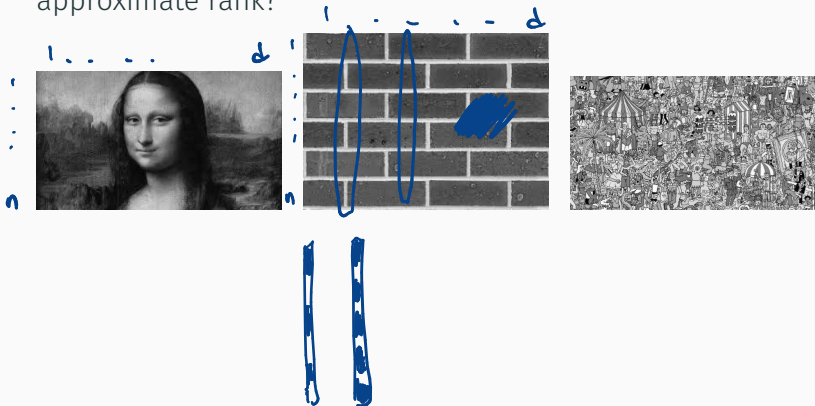 approximate rank?
1 . . - . d
1 . . . . d
n
n